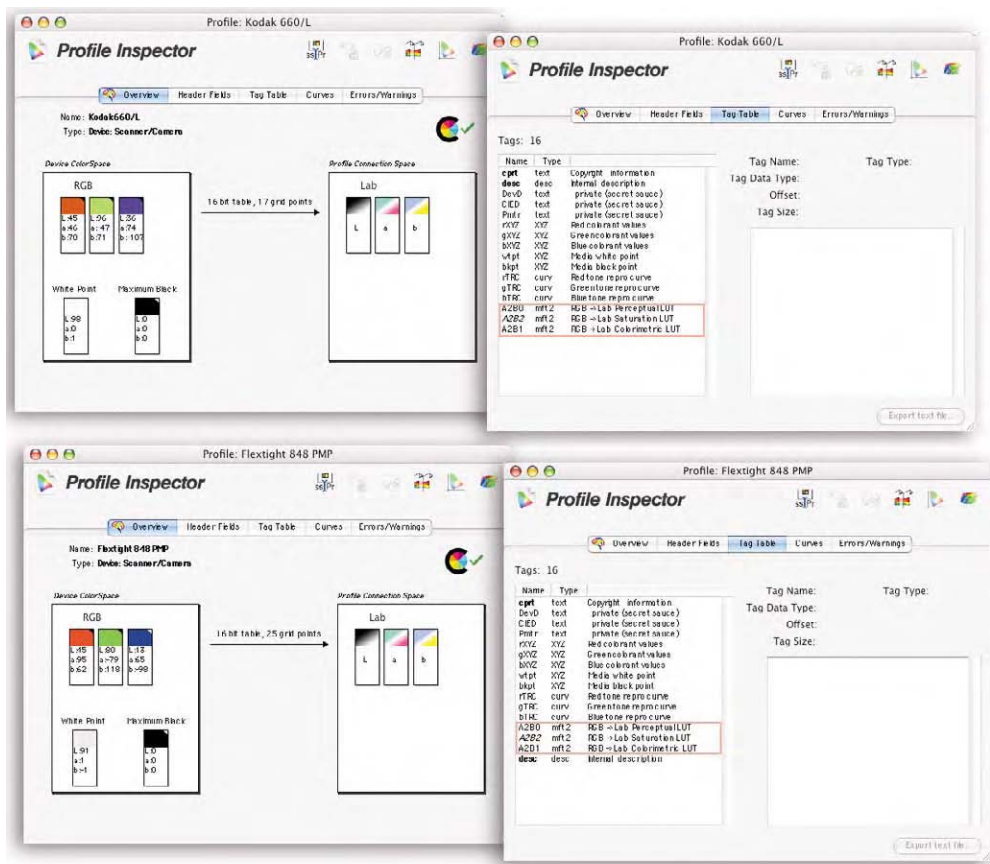 Profile: Kodak 660/L
Profile Inspector
Overview Header Fields Tag Table Curves Errors/Warnings
Name: Kodak660/L
Type: Device: Scanner/Camera
Device ColorSpace
Profile Connection Space
RGB
Lab
16 bit table, 17 grid points
L:45 L:96 L:36
a:46 a:-47 a:74
b:70 b:71 b:-107
L a b
White Point Maximum Black
L:98 L:0
a:0 a:0
b:1 b:0
Profile: Kodak 660/L
Profile Inspector
Overview Header Fields Tag Table Curves Errors/Warnings
Tags: 16
Name Type
cprt text Copyright information
desc desc Internal description
DevD text private (secret sauce)
CIED text private (secret sauce)
Pmtr text private (secret sauce)
rXYZ XYZ Red colorant values
gXYZ XYZ Green colorant values
bXYZ XYZ Blue colorant values
wtpt XYZ Media white point
bkpt XYZ Media black point
rTRC curv Red tone repro curve
gTRC curv Green tone repro curve
bTRC curv Blue tone repro curve
A2B0 mft2 RGB → Lab Perceptual LUT
A2B2 mft2 RGB → Lab Saturation LUT
A2B1 mft2 RGB → Lab Colorimetric LUT
Tag Name: Tag Type:
Tag Data Type:
Offset:
Tag Size:
Export text file...
Profile: Flextight 848 PMP
Profile Inspector
Overview Header Fields Tag Table Curves Errors/Warnings
Name: Flextight 848 PMP
Type: Device: Scanner/Camera
Device ColorSpace
Profile Connection Space
RGB
Lab
16 bit table, 25 grid points
L:45 L:80 L:13
a:95 a:-79 a:65
b:62 b:118 b:-98
L a b
White Point Maximum Black
L:91 L:0
a:1 a:0
b:-1 b:0
Profile: Flextight 848 PMP
Profile Inspector
Overview Header Fields Tag Table Curves Errors/Warnings
Tags: 16
Name Type
cprt text Copyright information
DevD text private (secret sauce)
CIED text private (secret sauce)
Pmtr text private (secret sauce)
rXYZ XYZ Red colorant values
gXYZ XYZ Green colorant values
bXYZ XYZ Blue colorant values
wtpt XYZ Media white point
bkpt XYZ Media black point
rTRC curv Red tone repro curve
gTRC curv Green tone repro curve
bTRC curv Blue tone repro curve
A2B0 mft2 RGB → Lab Perceptual LUT
A2B2 mft2 RGB → Lab Saturation LUT
A2B1 mft2 RGB → Lab Colorimetric LUT
desc desc Internal description
Tag Name: Tag Type:
Tag Data Type:
Offset:
Tag Size:
Export text file...